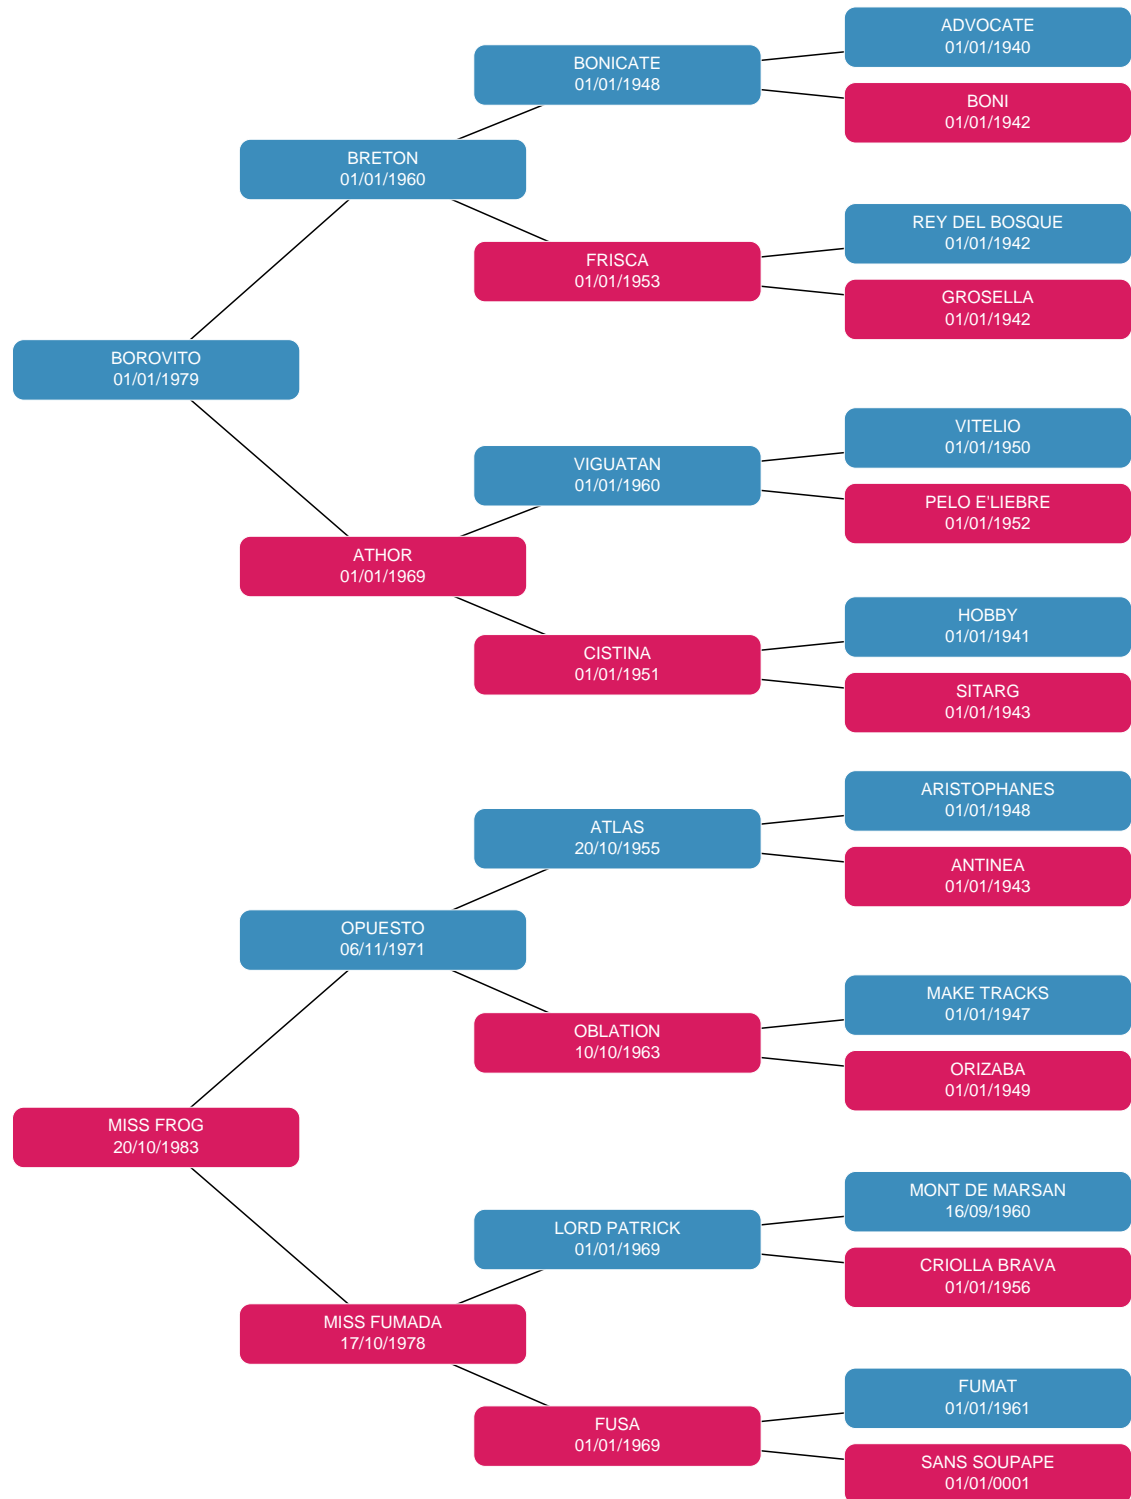 ADVOCATE
01/01/1940
BONICATE
01/01/1948
BONI
01/01/1942
BRETON
01/01/1960
REY DEL BOSQUE
01/01/1942
FRISCA
01/01/1953
GROSELLA
01/01/1942
BOROVITO
01/01/1979
VITELIO
01/01/1950
VIGUATAN
01/01/1960
PELO E'LIEBRE
01/01/1952
ATHOR
01/01/1969
HOBBY
01/01/1941
CISTINA
01/01/1951
SITARG
01/01/1943
ARISTOPHANES
01/01/1948
ATLAS
20/10/1955
ANTINEA
01/01/1943
OPUESTO
06/11/1971
MAKE TRACKS
01/01/1947
OBLATION
10/10/1963
ORIZABA
01/01/1949
MISS FROG
20/10/1983
MONT DE MARSAN
16/09/1960
LORD PATRICK
01/01/1969
CRIOLLA BRAVA
01/01/1956
MISS FUMADA
17/10/1978
FUMAT
01/01/1961
FUSA
01/01/1969
SANS SOUPAPE
01/01/0001